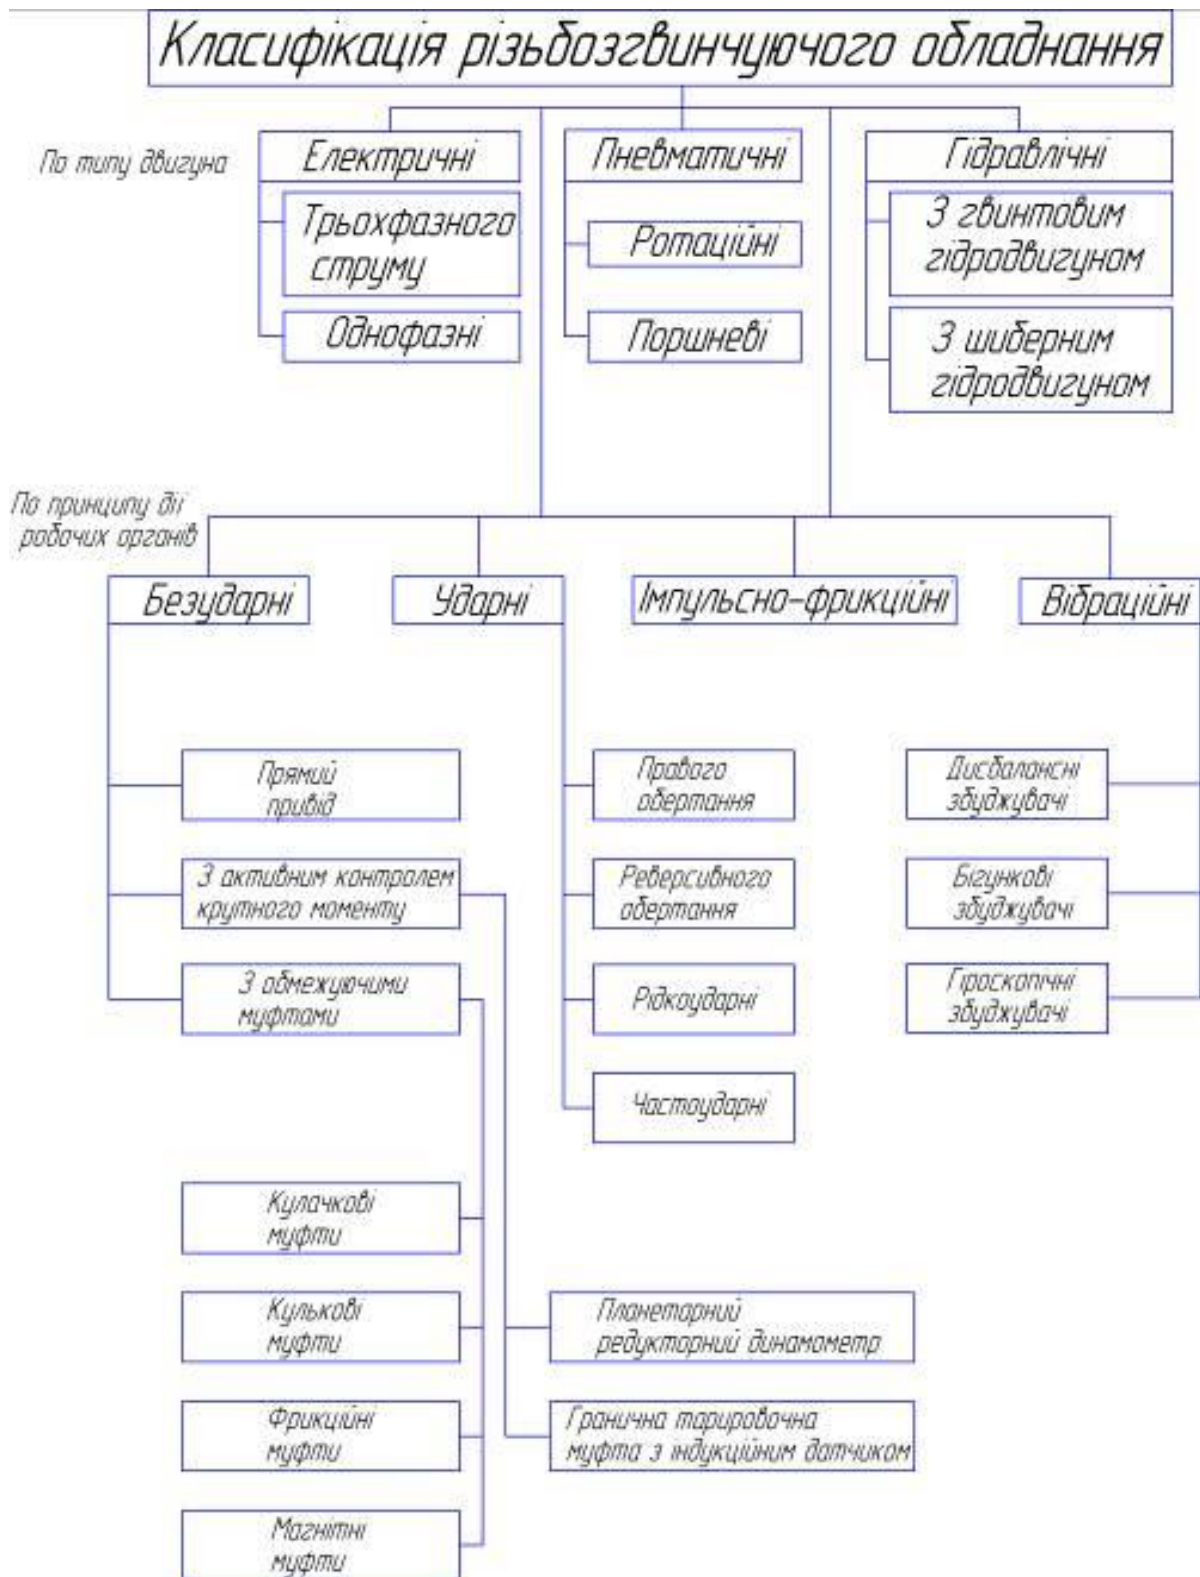 Класифікація різьбозгвинчуючого обладнання
По типу двигуна
Електричні
Пневматичні
Гідравлічні
Трьохфазного
струму
Ротаційні
З гвинтовим
гідродвигуном
Однофазні
Поршневі
З шиберним
гідродвигуном
По принципу дії
робочих органів
Безударні
Ударні
Імпульсно-фрикційні
Вібраційні
Прямий
привід
Правого
обертання
Дисбалансні
збуджувачі
З активним контролем
крутного моменту
Реверсивного
обертання
Бігункові
збуджувачі
З обмежуючими
муфтами
Рідкоударні
Гіроскопічні
збуджувачі
Частоударні
Кулачкові
муфти
Кулькові
муфти
Планетарний
редукторний динамометр
Фрикційні
муфти
Гранична тарировочна
муфта з індукційним датчиком
Магнітні
муфти